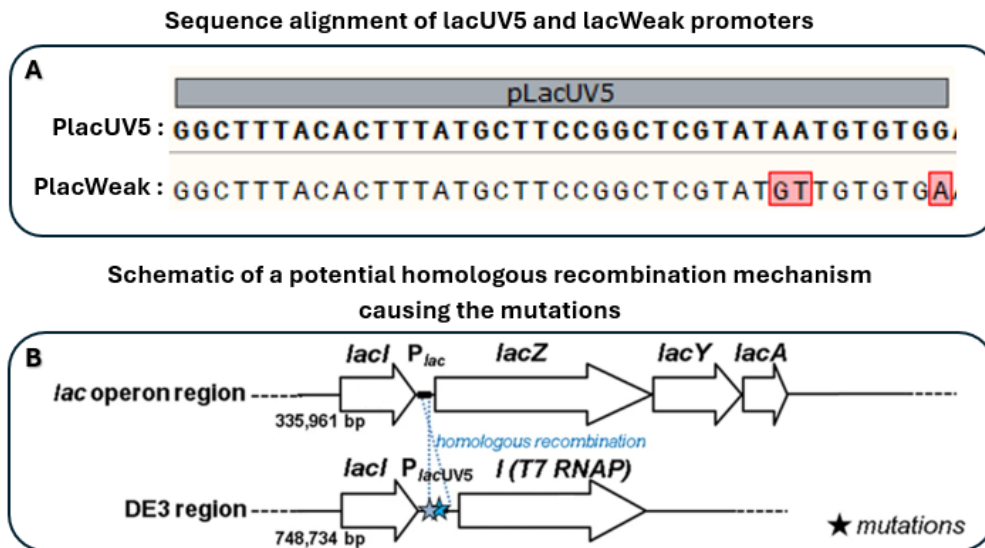 Sequence alignment of lacUV5 and lacWeak promoters
A
pLacUV5
PlacUV5 : GGCTTTACACTTTATGCTTCCGGCTCGTATAATGTGTGG
PlacWeak : GGCTTTACACTTTATGCTTCCGGCTCGTATGTTGTGTGA
Schematic of a potential homologous recombination mechanism
causing the mutations
B
lacI Plac lacZ lacY lacA
lac operon region
335,961 bp
homologous recombination
lacI PlacUV5 I (T7 RNAP)
DE3 region
748,734 bp
★ mutations